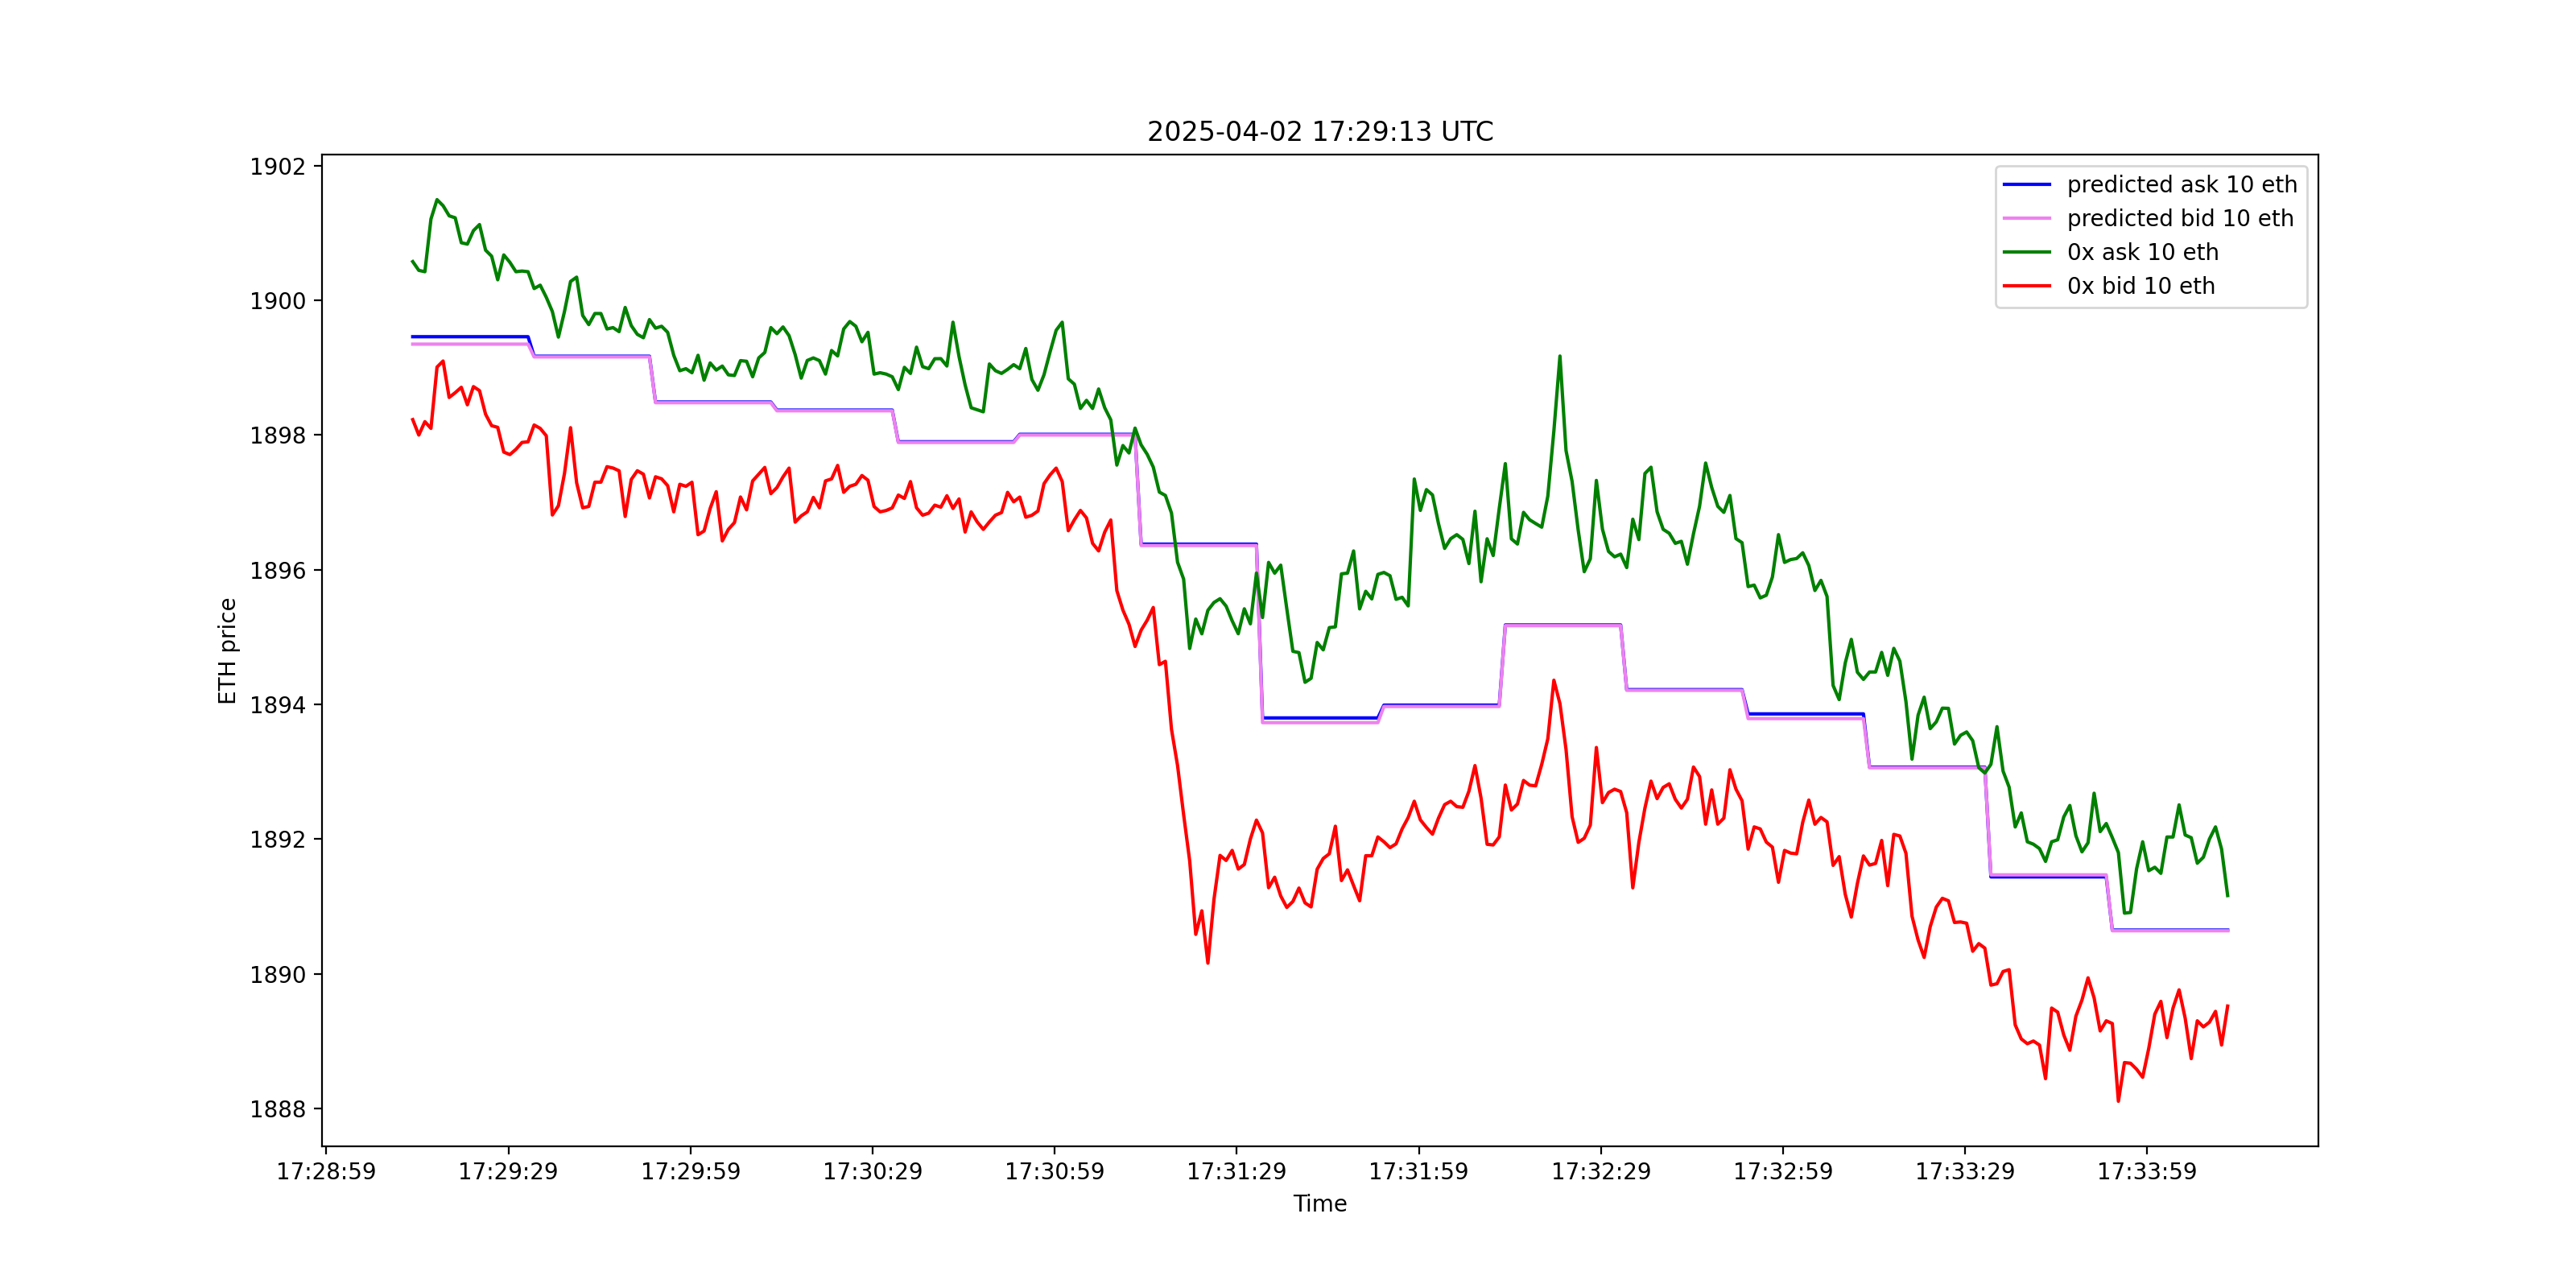 2025-04-02 17:29:13 UTC
predicted ask 10 eth
predicted bid 10 eth
0x ask 10 eth
0x bid 10 eth
ETH price
1902
1900
1898
1896
1894
1892
1890
1888
17:28:59 17:29:29 17:29:59 17:30:29 17:30:59 17:31:29 17:31:59 17:32:29 17:32:59 17:33:29 17:33:59
Time